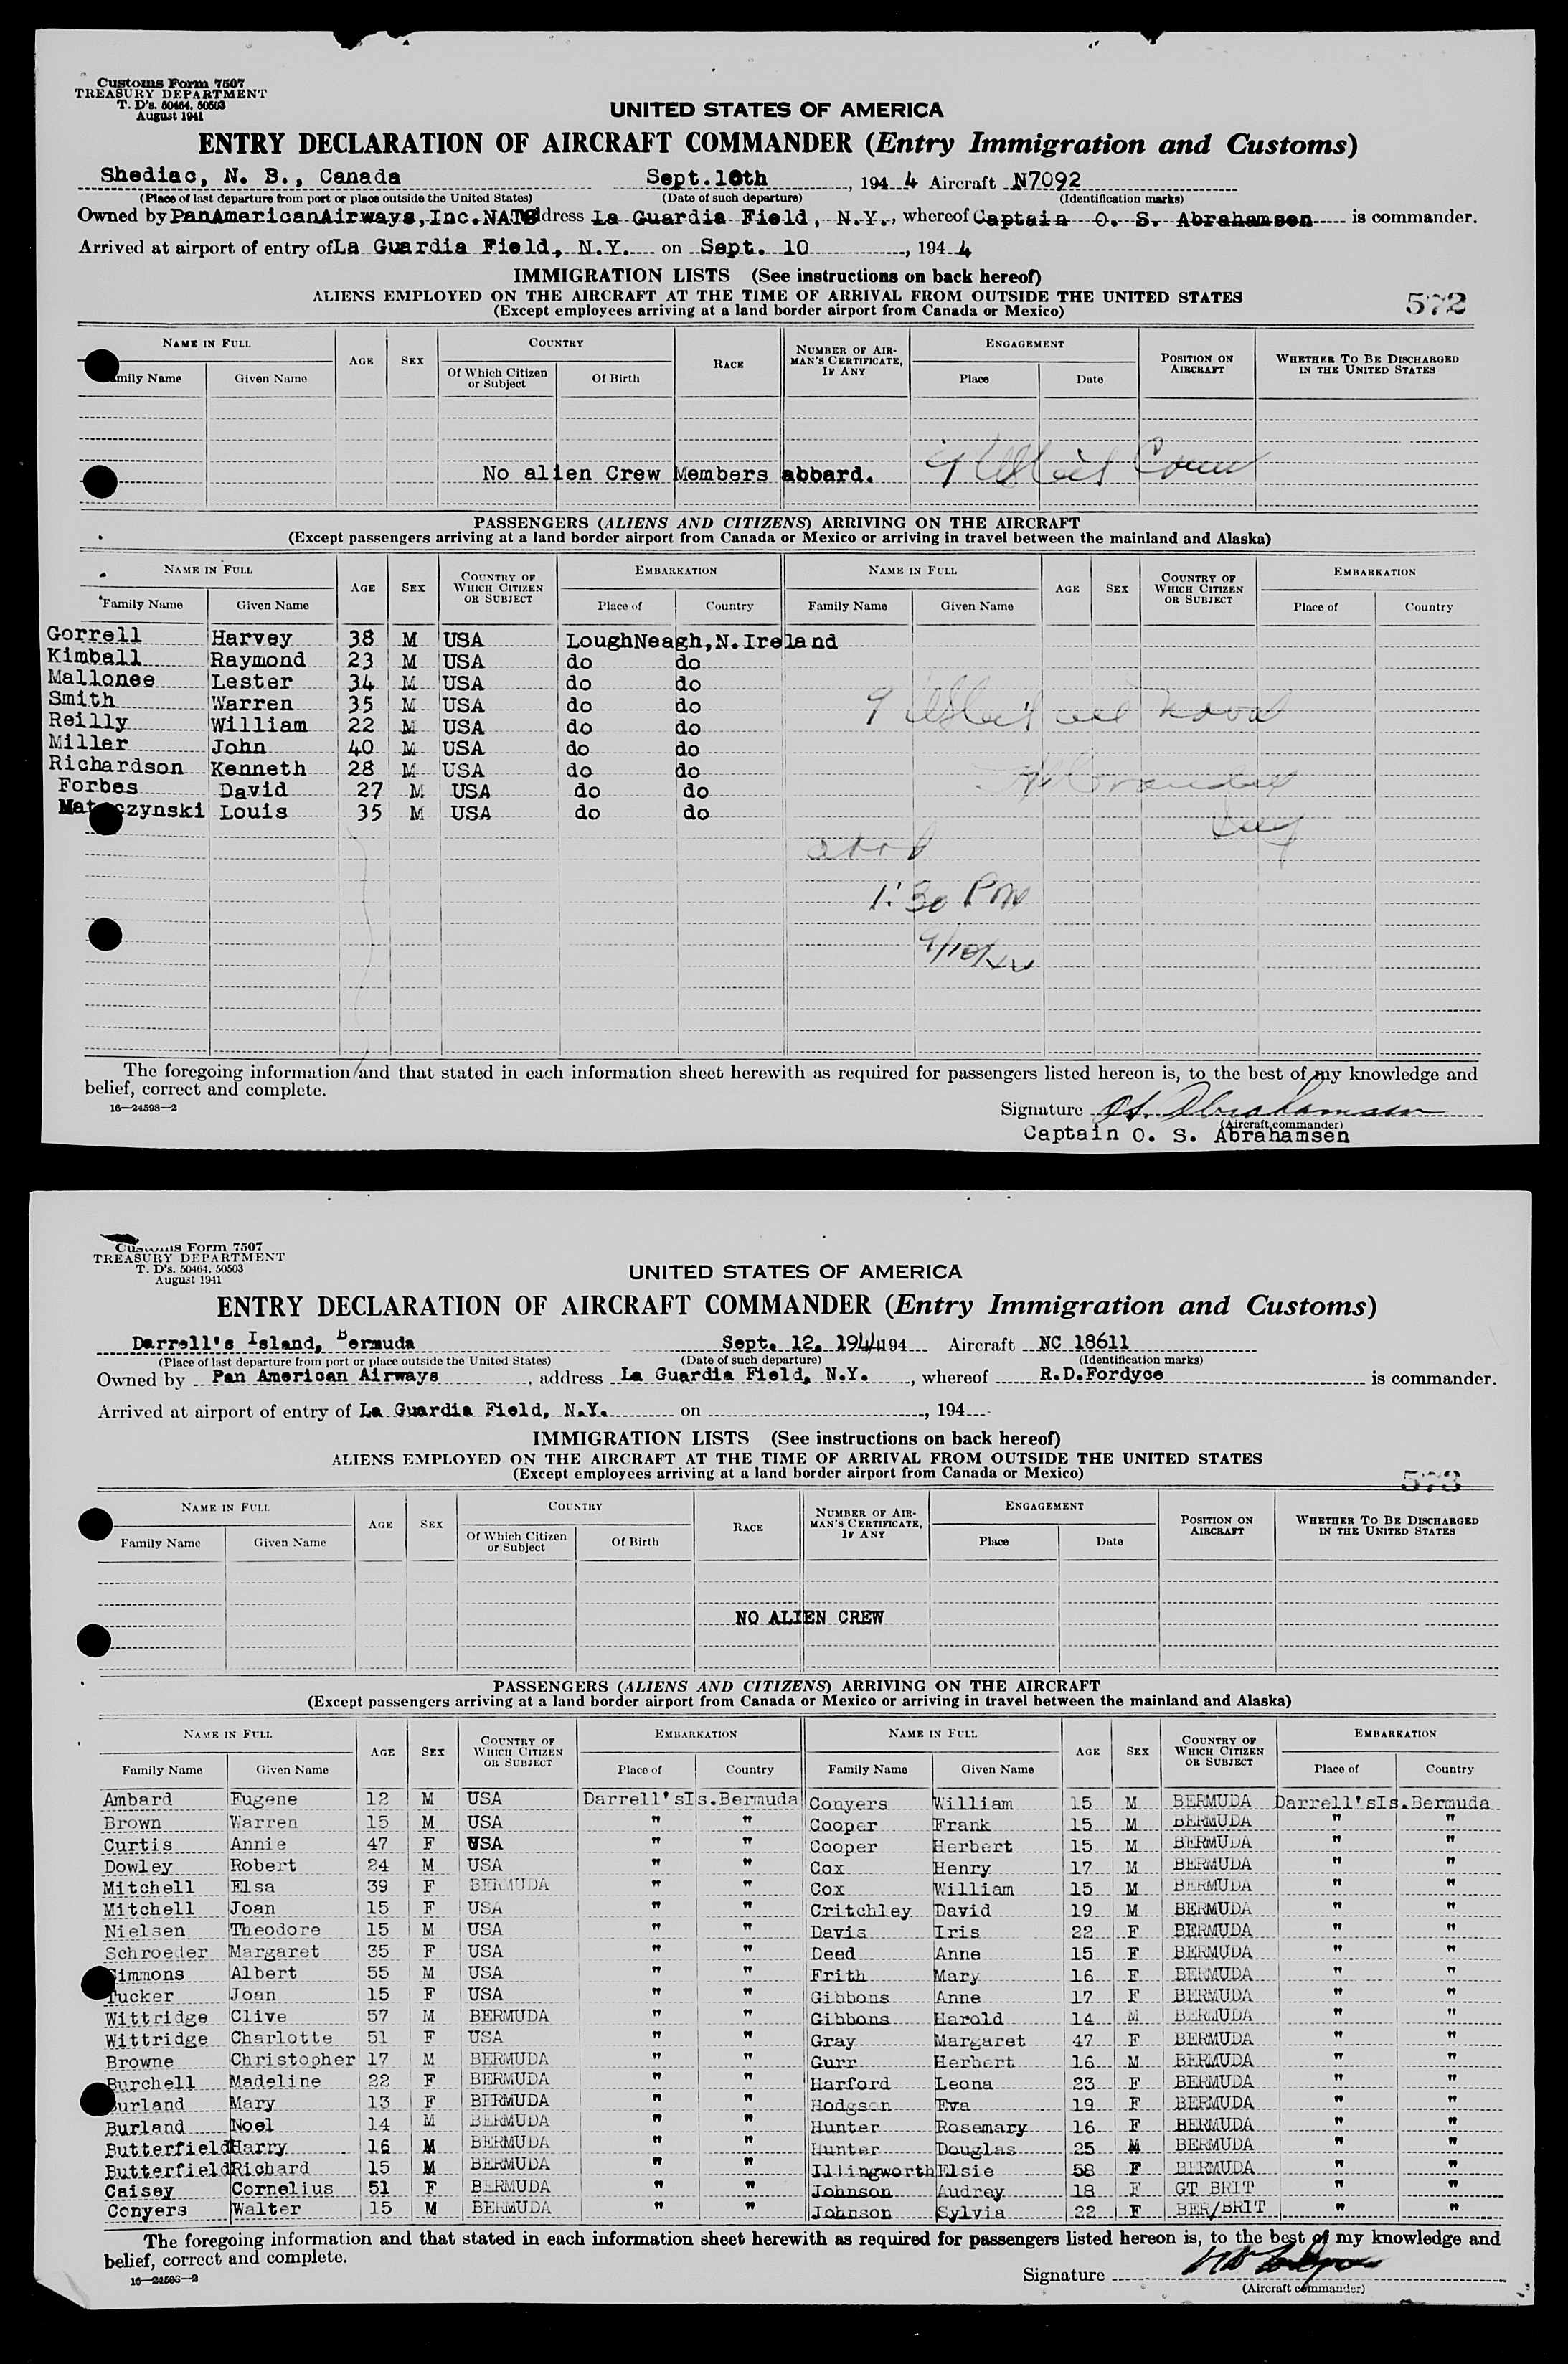 Customs Form 7507
TREASURY DEPARTMENT
T. D's. 50464, 50503
August 1941
UNITED STATES OF AMERICA
ENTRY DECLARATION OF AIRCRAFT COMMANDER (Entry Immigration and Customs)
Shediac, N. B., Canada Sept.10th, 194 4 Aircraft N7092
(Place of last departure from port or place outside the United States) (Date of such departure) (Identification marks)
Owned by PanAmericanAirways, Inc.NATS address La Guardia Field, N.Y., whereof Captain O. S. Abrahamsen is commander.
Arrived at airport of entry of La Guardia Field, N.Y. on Sept. 10, 194 4
IMMIGRATION LISTS (See instructions on back hereof)
ALIENS EMPLOYED ON THE AIRCRAFT AT THE TIME OF ARRIVAL FROM OUTSIDE THE UNITED STATES
(Except employees arriving at a land border airport from Canada or Mexico)
572
NAME IN FULL AGE SEX COUNTRY RACE NUMBER OF AIRMAN'S CERTIFICATE, IF ANY ENGAGEMENT POSITION ON AIRCRAFT WHETHER TO BE DISCHARGED IN THE UNITED STATES
Family Name Given Name Of Which Citizen or Subject Of Birth Place Date
No alien Crew Members abbard.
PASSENGERS (ALIENS AND CITIZENS) ARRIVING ON THE AIRCRAFT
(Except passengers arriving at a land border airport from Canada or Mexico or arriving in travel between the mainland and Alaska)
NAME IN FULL AGE SEX COUNTRY OF WHICH CITIZEN OR SUBJECT EMBARKATION NAME IN FULL AGE SEX COUNTRY OF WHICH CITIZEN OR SUBJECT EMBARKATION
Family Name Given Name Place of Country Family Name Given Name Place of Country
Gorrell Harvey 38 M USA LoughNeagh,N.Ireland
Kimball Raymond 23 M USA do do
Mallonee Lester 34 M USA do do
Smith Warren 35 M USA do do
Reilly William 22 M USA do do
Miller John 40 M USA do do
Richardson Kenneth 28 M USA do do
Forbes David 27 M USA do do
Louis 35 M USA do do
1:30 PM
9/10/44
The foregoing information and that stated in each information sheet herewith as required for passengers listed hereon is, to the best of my knowledge and
belief, correct and complete.
16—24598—2
Signature O.S. Abrahamsen
(Aircraft commander)
Captain O. S. Abrahamsen
Customs Form 7507
TREASURY DEPARTMENT
T. D's. 50464, 50503
August 1941
UNITED STATES OF AMERICA
ENTRY DECLARATION OF AIRCRAFT COMMANDER (Entry Immigration and Customs)
Darrell's Island, Bermuda Sept. 12, 1944 194 Aircraft NC 18611
(Place of last departure from port or place outside the United States) (Date of such departure) (Identification marks)
Owned by Pan American Airways, address La Guardia Field, N.Y., whereof R.D.Fordyce is commander.
Arrived at airport of entry of La Guardia Field, N.Y. on , 194
IMMIGRATION LISTS (See instructions on back hereof)
ALIENS EMPLOYED ON THE AIRCRAFT AT THE TIME OF ARRIVAL FROM OUTSIDE THE UNITED STATES
(Except employees arriving at a land border airport from Canada or Mexico)
573
NAME IN FULL AGE SEX COUNTRY RACE NUMBER OF AIRMAN'S CERTIFICATE, IF ANY ENGAGEMENT POSITION ON AIRCRAFT WHETHER TO BE DISCHARGED IN THE UNITED STATES
Family Name Given Name Of Which Citizen or Subject Of Birth Place Date
NO ALIEN CREW
PASSENGERS (ALIENS AND CITIZENS) ARRIVING ON THE AIRCRAFT
(Except passengers arriving at a land border airport from Canada or Mexico or arriving in travel between the mainland and Alaska)
NAME IN FULL AGE SEX COUNTRY OF WHICH CITIZEN OR SUBJECT EMBARKATION NAME IN FULL AGE SEX COUNTRY OF WHICH CITIZEN OR SUBJECT EMBARKATION
Family Name Given Name Place of Country Family Name Given Name Place of Country
Ambard Eugene 12 M USA Darrell'sIs.Bermuda Conyers William 15 M BERMUDA Darrell'sIs.Bermuda
Brown Warren 15 M USA " " Cooper Frank 15 M BERMUDA " "
Curtis Annie 47 F USA " " Cooper Herbert 15 M BERMUDA " "
Dowley Robert 24 M USA " " Cox Henry 17 M BERMUDA " "
Mitchell Elsa 39 F BERMUDA " " Cox William 15 M BERMUDA " "
Mitchell Joan 15 F USA " " Critchley David 19 M BERMUDA " "
Nielsen Theodore 15 M USA " " Davis Iris 22 F BERMUDA " "
Schroeder Margaret 35 F USA " " Deed Anne 15 F BERMUDA " "
Simmons Albert 55 M USA " " Frith Mary 16 F BERMUDA " "
Tucker Joan 15 F USA " " Gibbons Anne 17 F BERMUDA " "
Wittridge Clive 57 M BERMUDA " " Gibbons Harold 14 M BERMUDA " "
Wittridge Charlotte 51 F USA " " Gray Margaret 47 F BERMUDA " "
Browne Christopher 17 M BERMUDA " " Gurr Herbert 16 M BERMUDA " "
Burchell Madeline 22 F BERMUDA " " Harford Leona 23 F BERMUDA " "
Burland Mary 13 F BERMUDA " " Hodgson Eva 19 F BERMUDA " "
Burland Noel 14 M BERMUDA " " Hunter Rosemary 16 F BERMUDA " "
Butterfield Harry 16 M BERMUDA " " Hunter Douglas 25 M BERMUDA " "
Butterfield Richard 15 M BERMUDA " " Illingworth Elsie 58 F BERMUDA " "
Caisey Cornelius 51 F BERMUDA " " Johnson Audrey 18 F GT BRIT " "
Conyers Walter 15 M BERMUDA " " Johnson Sylvia 22 F BER/BRIT " "
The foregoing information and that stated in each information sheet herewith as required for passengers listed hereon is, to the best of my knowledge and
belief, correct and complete.
16—24598—2
Signature
(Aircraft commander)